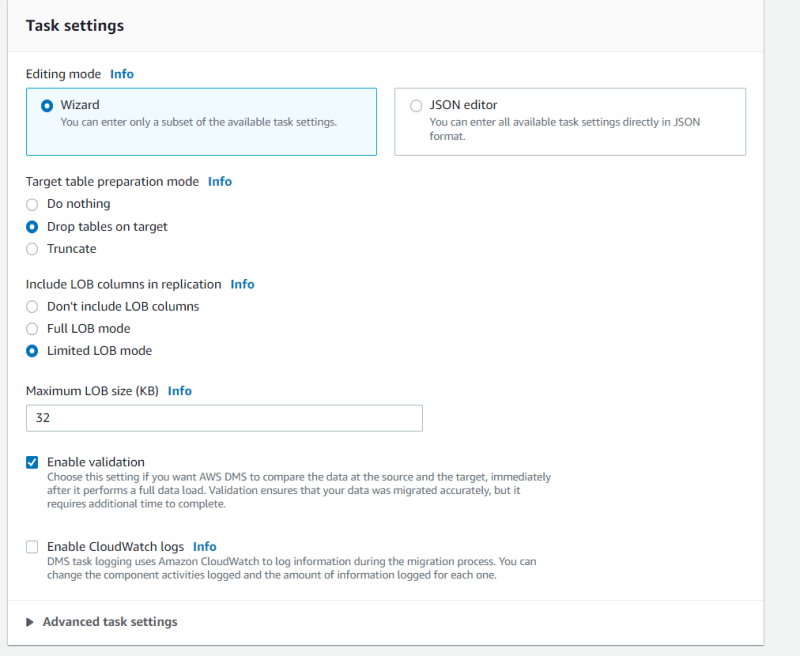 Task settings
Editing mode Info
Wizard
You can enter only a subset of the available task settings.
JSON editor
You can enter all available task settings directly in JSON
format.
Target table preparation mode Info
Do nothing
Drop tables on target
Truncate
Include LOB columns in replication Info
Don't include LOB columns
Full LOB mode
Limited LOB mode
Maximum LOB size (KB) Info
32
Enable validation
Choose this setting if you want AWS DMS to compare the data at the source and the target, immediately
after it performs a full data load. Validation ensures that your data was migrated accurately, but it
requires additional time to complete.
Enable CloudWatch logs Info
DMS task logging uses Amazon CloudWatch to log information during the migration process. You can
change the component activities logged and the amount of information logged for each one.
Advanced task settings